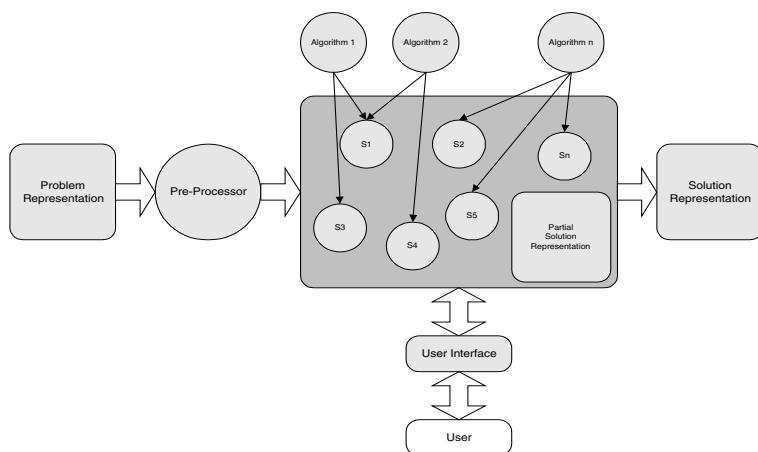 Algorithm 1
Algorithm 2
Algorithm n
S1
S2
Sn
Problem
Representation
Pre-Processor
Solution
Representation
S3
S4
S5
Partial
Solution
Representation
User Interface
User